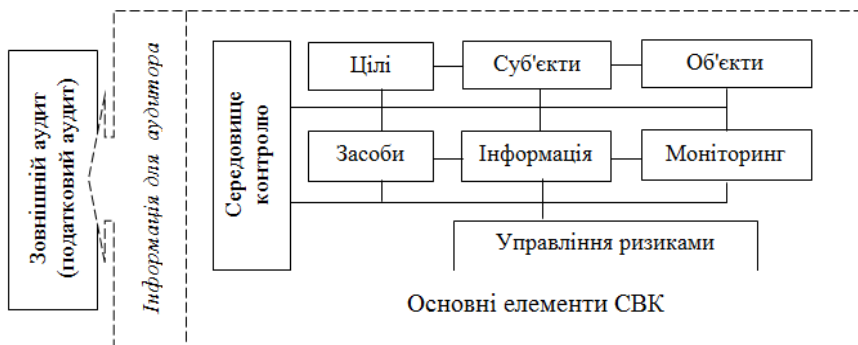 Зовнішній аудит
(податковий аудит)
Інформація для аудитора
Середовище
контролю
Цілі
Суб'єкти
Об'єкти
Засоби
Інформація
Моніторинг
Управління ризиками
Основні елементи СВК